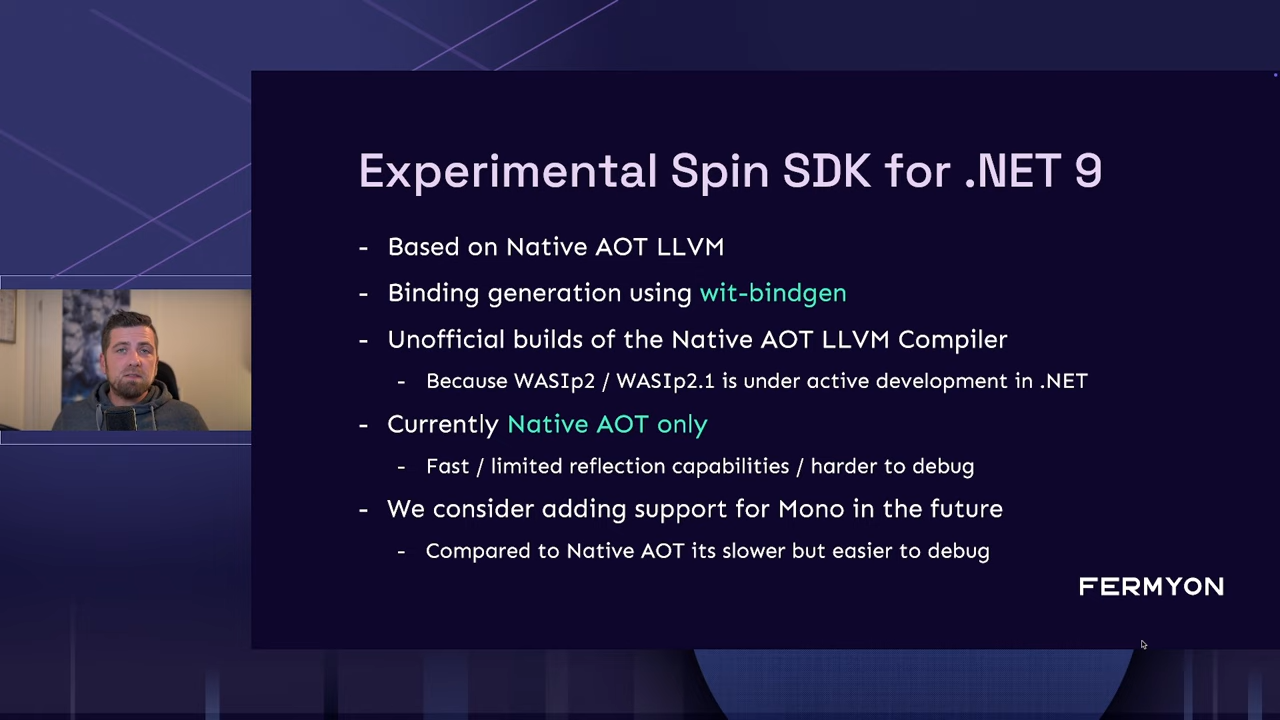 Experimental Spin SDK for .NET 9
- Based on Native AOT LLVM
- Binding generation using wit-bindgen
- Unofficial builds of the Native AOT LLVM Compiler
- Because WASIp2 / WASIp2.1 is under active development in .NET
- Currently Native AOT only
- Fast / limited reflection capabilities / harder to debug
- We consider adding support for Mono in the future
- Compared to Native AOT its slower but easier to debug
FERMYON